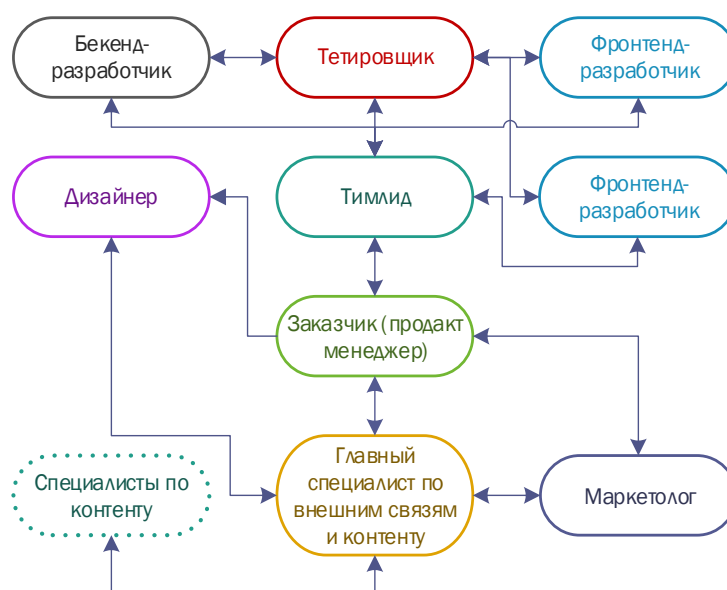 Бекенд-
разработчик
Тетировщик
Фронтенд-
разработчик
Дизайнер
Тимлид
Фронтенд-
разработчик
Заказчик (продакт
менеджер)
Специалисты по
контенту
Главный
специалист по
внешним связям
и контенту
Маркетолог